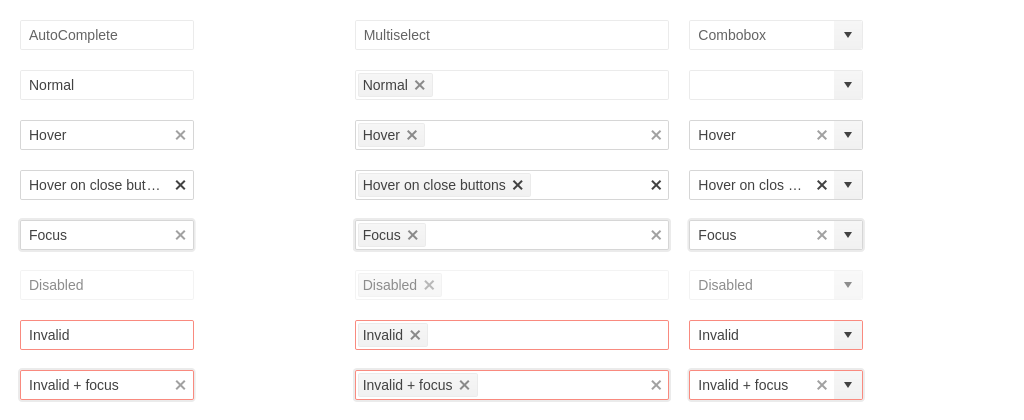 AutoComplete Multiselect Combobox
Normal Normal
Hover Hover Hover
Hover on close but... Hover on close buttons Hover on clos ...
Focus Focus Focus
Disabled Disabled Disabled
Invalid Invalid Invalid
Invalid + focus Invalid + focus Invalid + focus